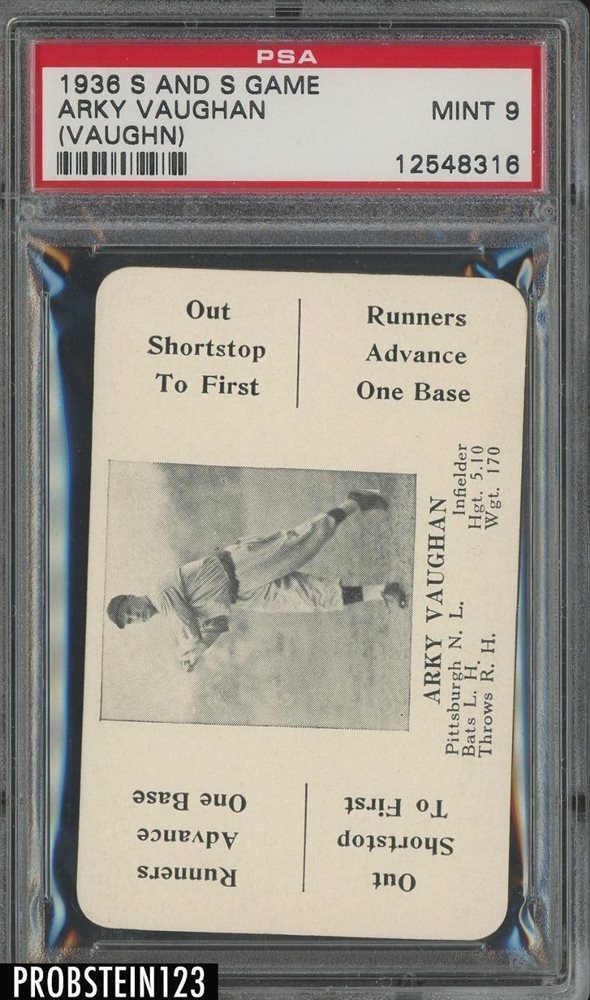 PSA
1936 S AND S GAME
ARKY VAUGHAN
MINT 9
(VAUGHN)
12548316
Out
Shortstop
To First
Runners
Advance
One Base
ARKY VAUGHAN
Pittsburgh N. L. Infielder
Bats L. H. Hgt. 5.10
Throws R. H. Wgt. 170
Out
Shortstop
To First
Runners
Advance
One Base
PROBSTEIN123